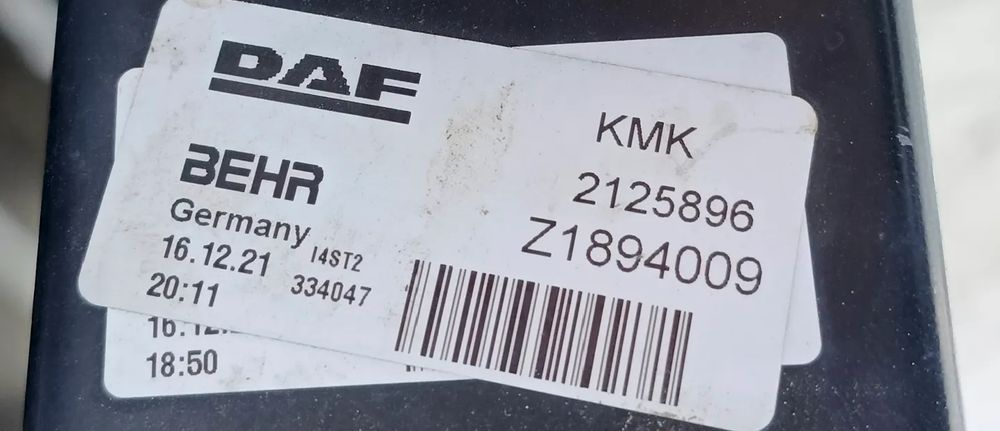 DAF
KMK
BEHR
2125896
Germany
Z1894009
16.12.21 I4ST2
20:11 334047
18:50